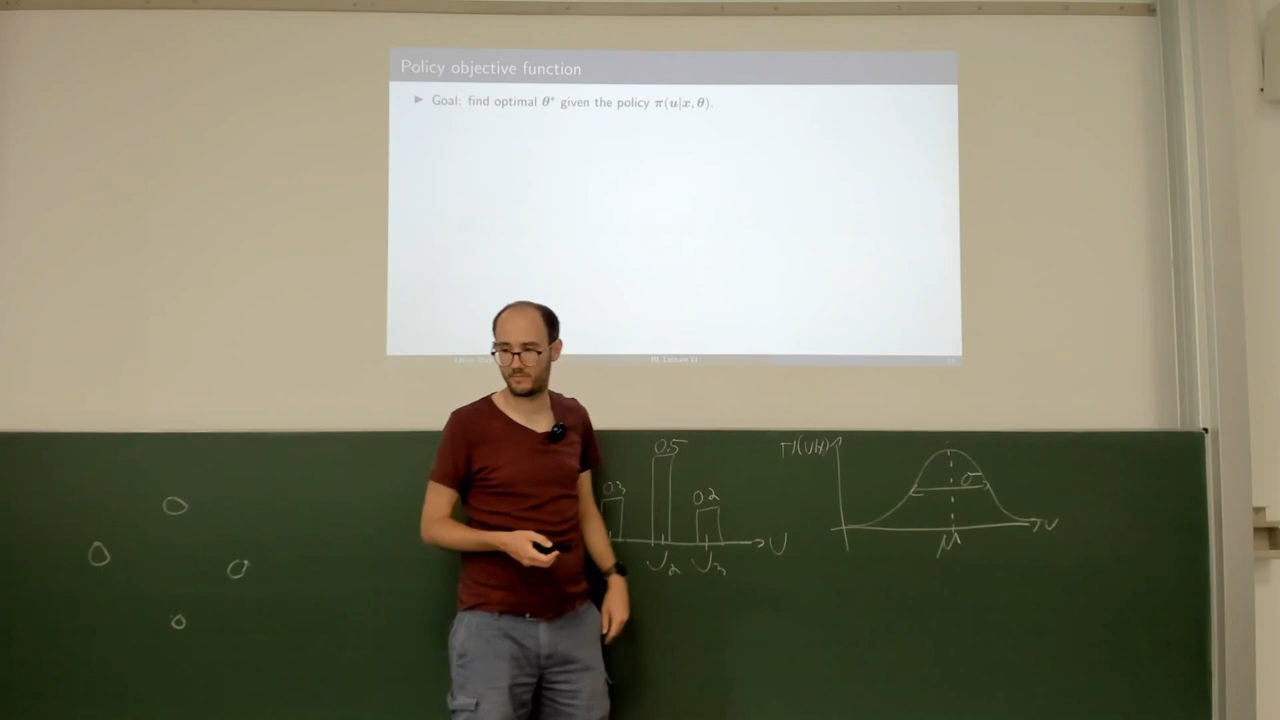 Policy objective function
Goal: find optimal θ* given the policy π(u|x, θ).
RL Lecture 11
0.3
0.5
0.2
U
U₂
U₃
σ
μ
U